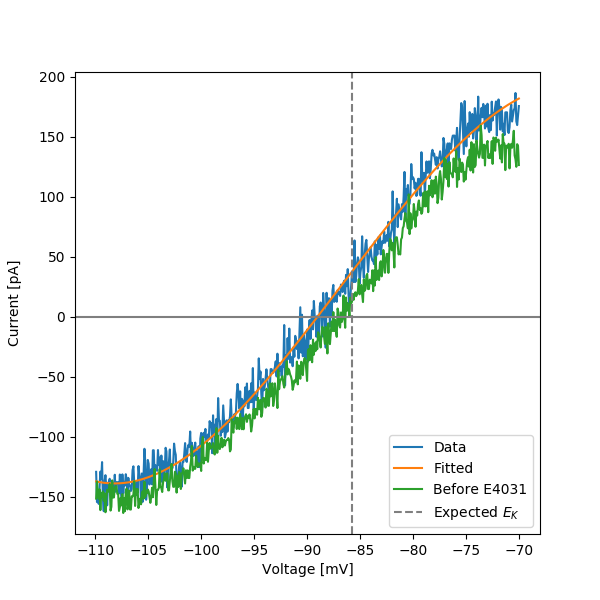 200
150
100
50
0
−50
−100
−150
Current [pA]
−110 −105 −100 −95 −90 −85 −80 −75 −70
Voltage [mV]
Data
Fitted
Before E4031
Expected $E_K$